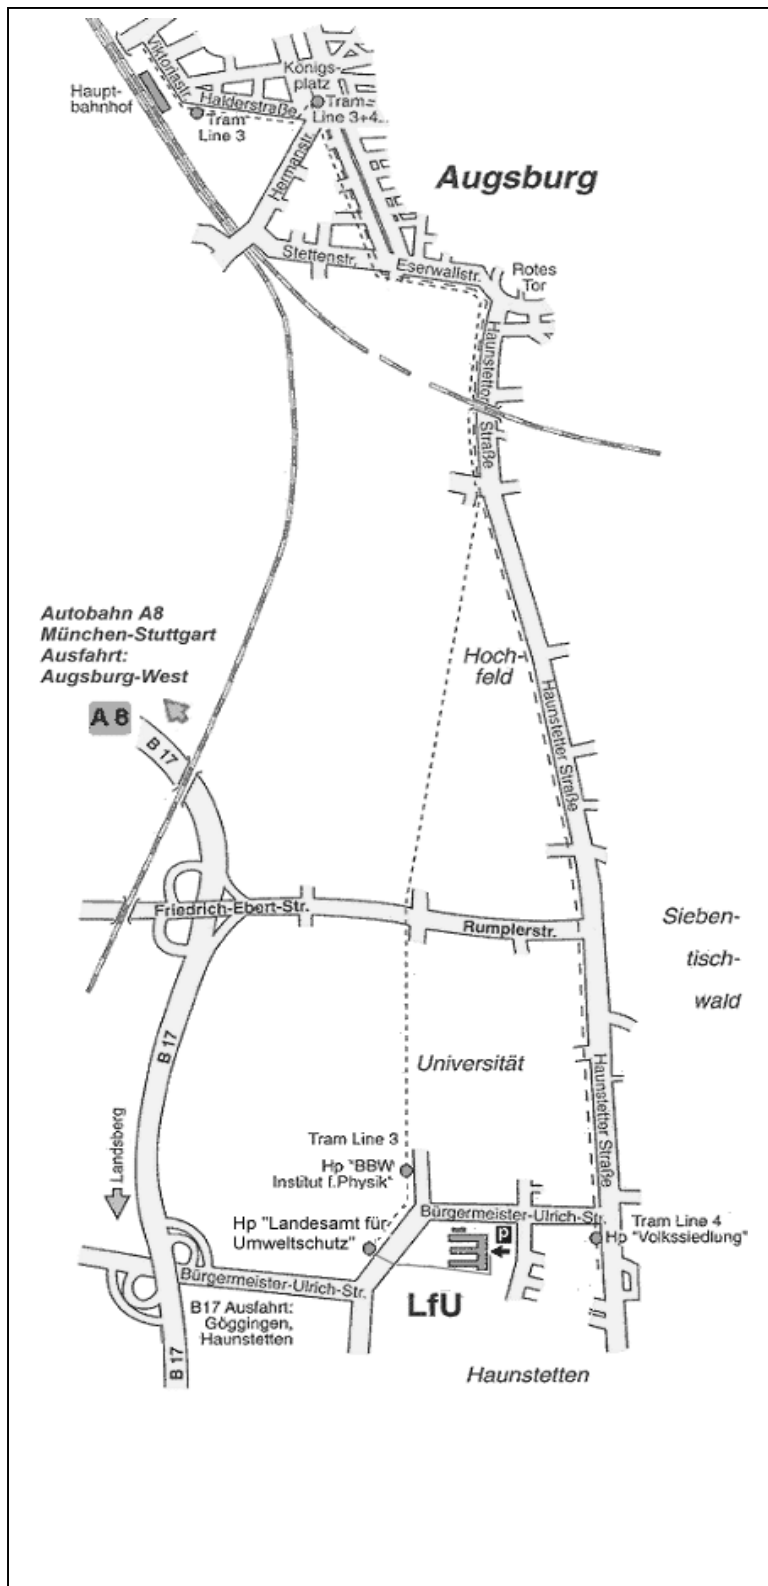 Viktoriastr.
Königs-
platz
Haupt-
bahnhof
Halderstraße
Tram
Line 3+4
Tram
Line 3
Hermanstr.
Augsburg
Stettenstr.
Eserwallstr.
Rotes
Tor
Haunstetter
Straße
Autobahn A8
München-Stuttgart
Ausfahrt:
Augsburg-West
A 8
B 17
Hoch-
feld
Haunstetter Straße
Friedrich-Ebert-Str.
Rumplerstr.
Sieben-
tisch-
wald
B 17
Universität
Haunstetter Straße
Landsberg
Tram Line 3
Hp "BBW
Institut f.Physik"
Bürgermeister-Ulrich-Str.
Hp "Landesamt für
Umweltschutz"
P
Tram Line 4
Hp "Volkssiedlung"
Bürgermeister-Ulrich-Str.
LfU
B17 Ausfahrt:
Göggingen,
Haunstetten
B 17
Haunstetten